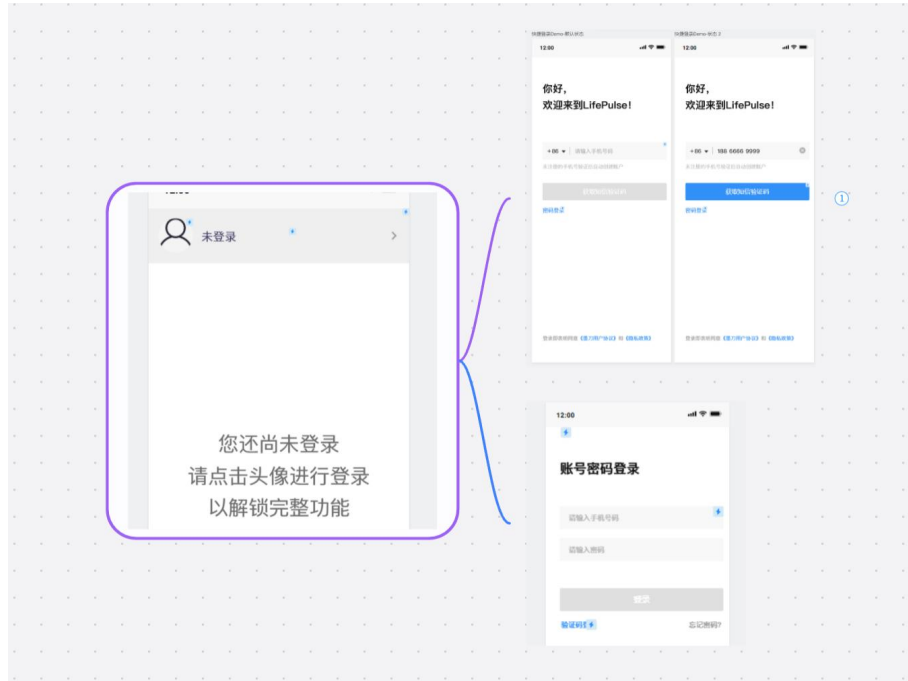 未登录
您还尚未登录
请点击头像进行登录
以解锁完整功能
12:00
你好,
欢迎来到LifePulse!
+86
请输入手机号码
获取短信验证码
密码登录
12:00
你好,
欢迎来到LifePulse!
+86
188 6666 9999
获取短信验证码
密码登录
①
12:00
账号密码登录
请输入手机号码
请输入密码
登录
忘记密码?